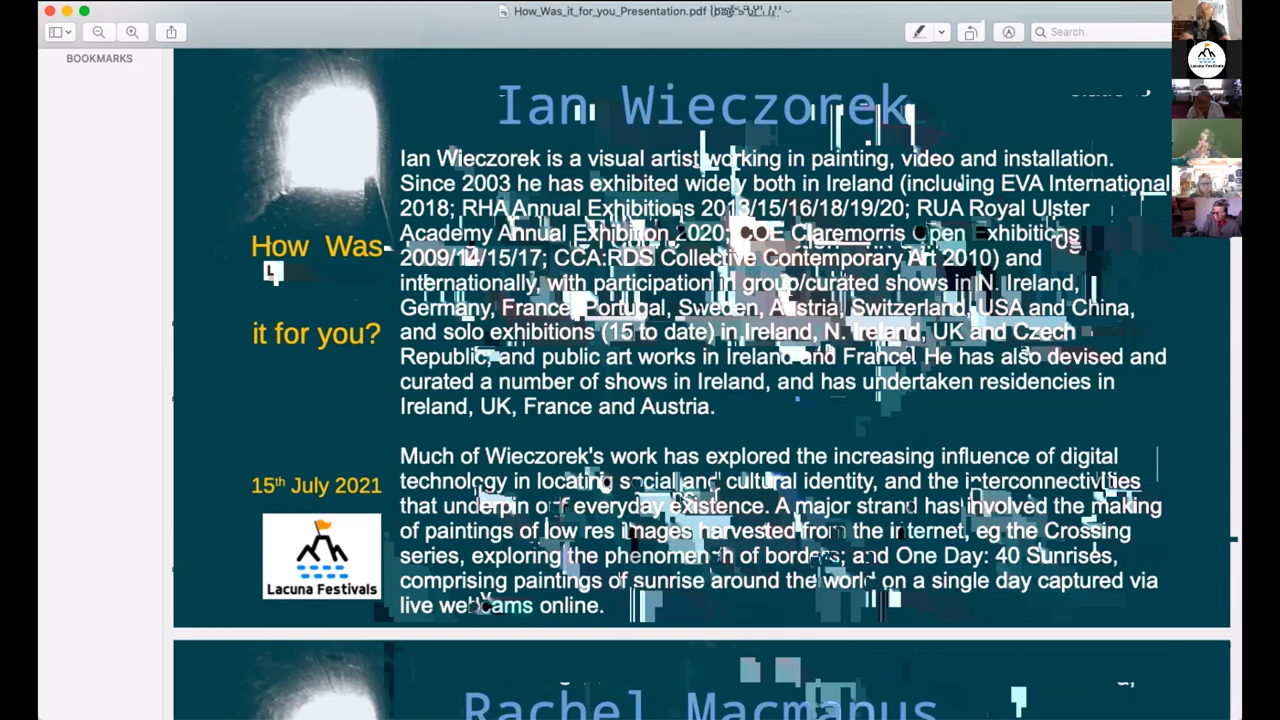 How_Was_it_for_you_Presentation.pdf
Search
BOOKMARKS
Lacuna Festivals
Ian Wieczorek
Ian Wieczorek is a visual artist working in painting, video and installation.
Since 2003 he has exhibited widely both in Ireland (including EVA International
2018; RHA Annual Exhibitions 2013/15/16/18/19/20; RUA Royal Ulster
Academy Annual Exhibition 2020; Claremorris Open Exhibitions
2009/14/15/17; CCA:RDS Collective Contemporary Art 2010) and
internationally, with participation in group/curated shows in N. Ireland,
Germany, France, Portugal, Sweden, Austria, Switzerland, USA and China,
and solo exhibitions (15 to date) in Ireland, N. Ireland, UK and Czech
Republic, and public art works in Ireland and France. He has also devised and
curated a number of shows in Ireland, and has undertaken residencies in
Ireland, UK, France and Austria.
How Was
it for you?
Much of Wieczorek's work has explored the increasing influence of digital
technology in locating social and cultural identity, and the interconnectivities
that underpin our everyday existence. A major strand has involved the making
of paintings of low res images harvested from the internet, eg the Crossing
series, exploring the phenomenon of borders; and One Day: 40 Sunrises,
comprising paintings of sunrise around the world on a single day captured via
live webcams online.
15th July 2021
Lacuna Festivals
Rachel Macmanus